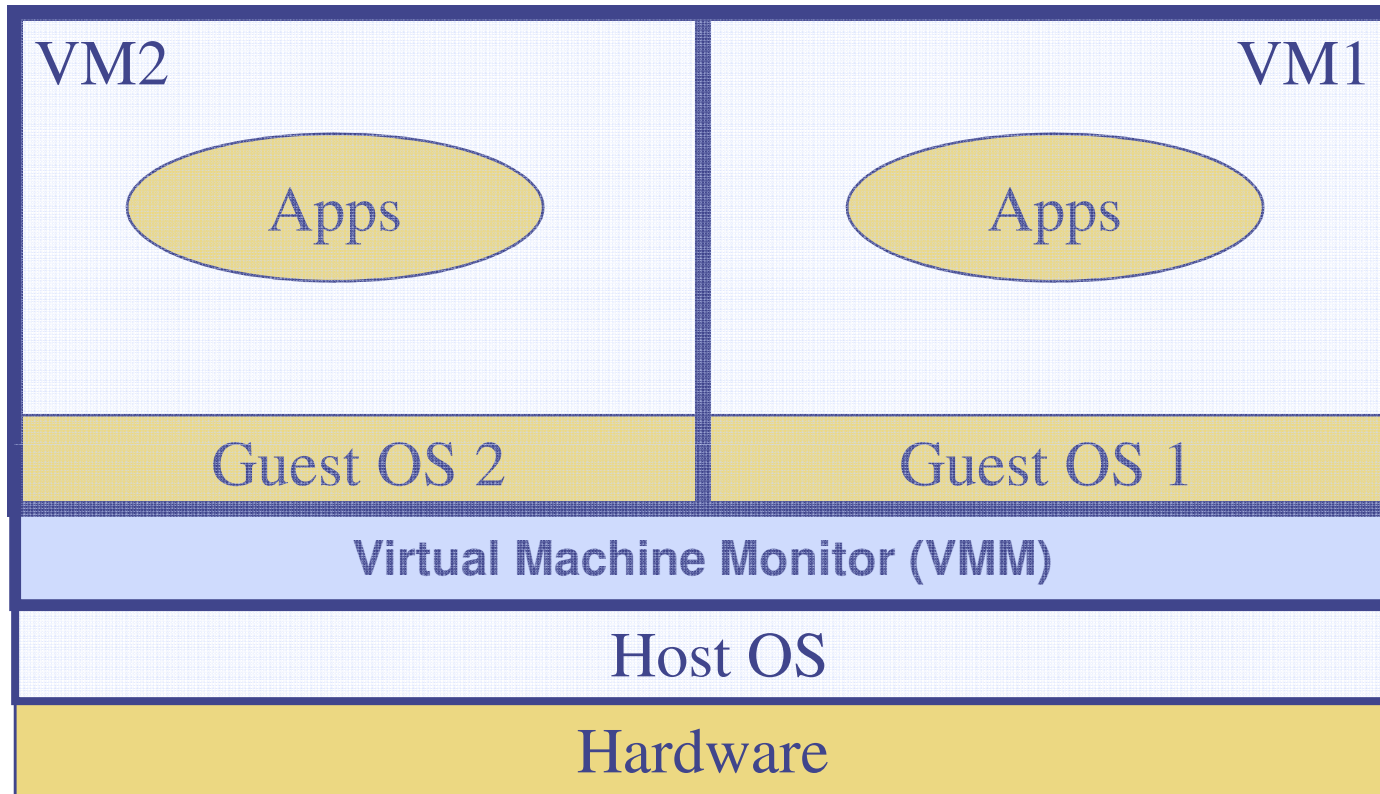 VM2
VM1
Apps
Apps
Guest OS 2
Guest OS 1
Virtual Machine Monitor (VMM)
Host OS
Hardware